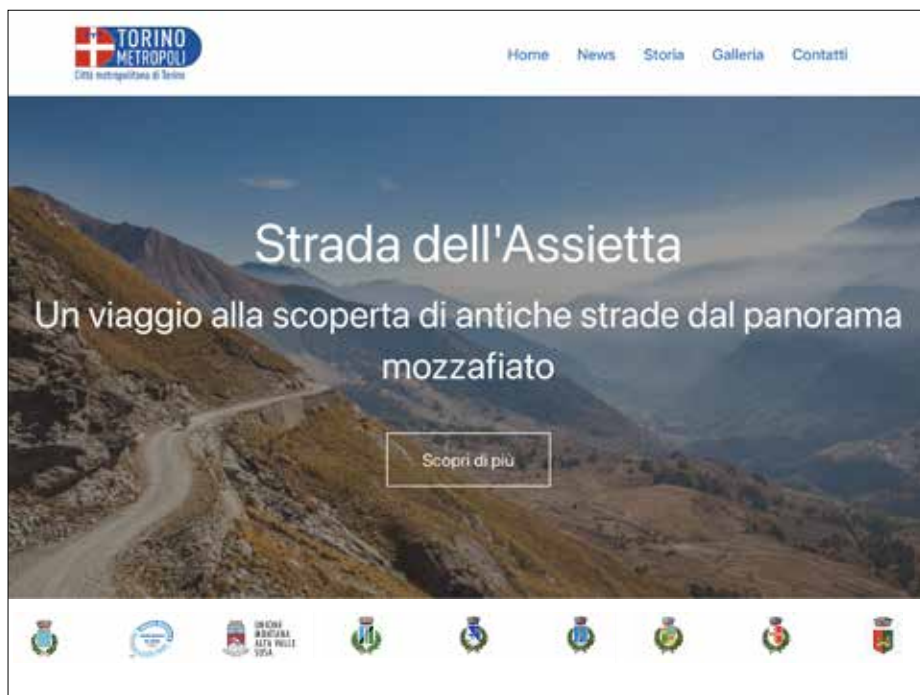 TORINO
METROPOLI
Città metropolitana di Torino
Home News Storia Galleria Contatti
Strada dell'Assietta
Un viaggio alla scoperta di antiche strade dal panorama
mozzafiato
Scopri di più
UNIONE
MONTANA
ALTA VALLE
SUSA